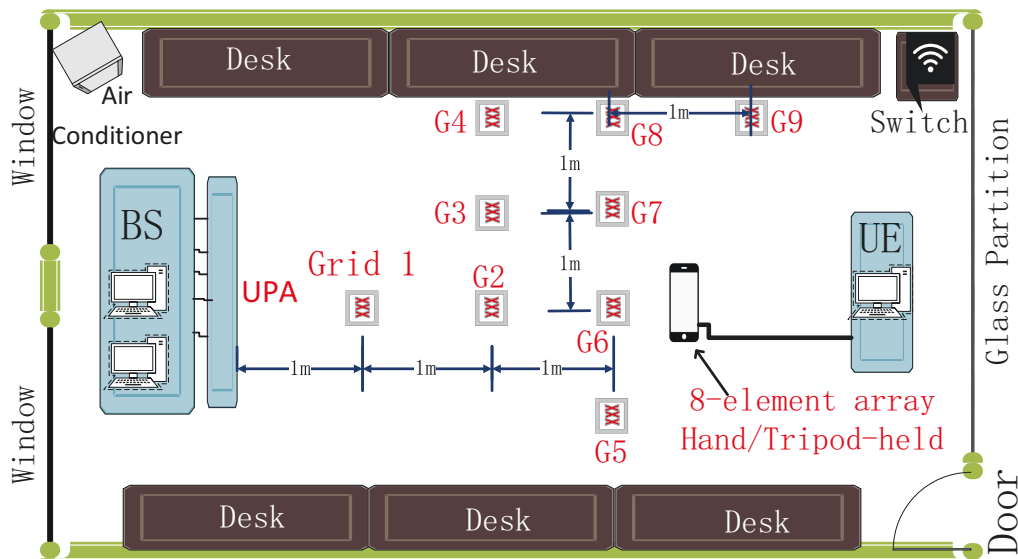 Desk
Desk
Desk
Air
Conditioner
Switch
Window
G4
G8
1m
G9
1m
G3
G7
BS
UE
Glass Partition
Grid 1
G2
1m
UPA
G6
1m
1m
1m
8-element array
Hand/Tripod-held
G5
Window
Door
Desk
Desk
Desk